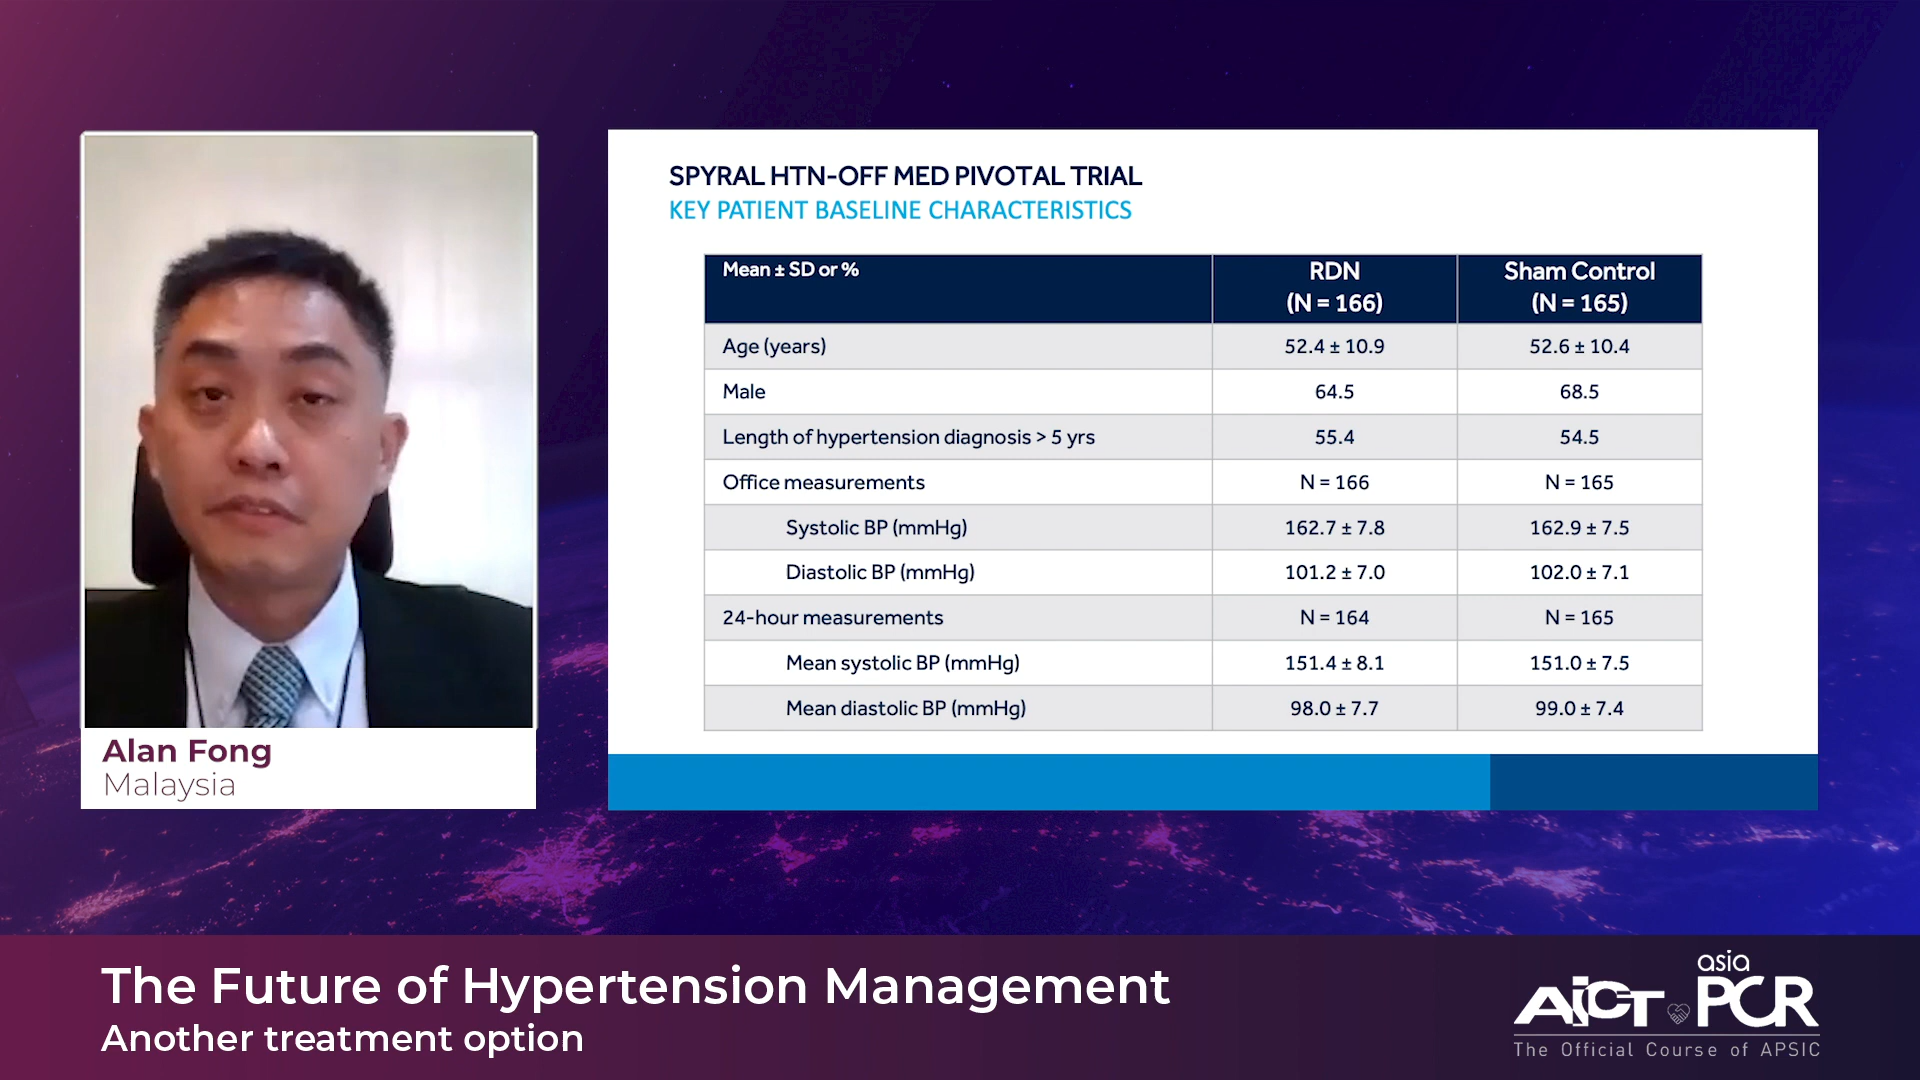 SPYRAL HTN-OFF MED PIVOTAL TRIAL
KEY PATIENT BASELINE CHARACTERISTICS
Mean ± SD or % RDN (N = 166) Sham Control (N = 165)
Age (years) 52.4 ± 10.9 52.6 ± 10.4
Male 64.5 68.5
Length of hypertension diagnosis > 5 yrs 55.4 54.5
Office measurements N = 166 N = 165
Systolic BP (mmHg) 162.7 ± 7.8 162.9 ± 7.5
Diastolic BP (mmHg) 101.2 ± 7.0 102.0 ± 7.1
24-hour measurements N = 164 N = 165
Mean systolic BP (mmHg) 151.4 ± 8.1 151.0 ± 7.5
Mean diastolic BP (mmHg) 98.0 ± 7.7 99.0 ± 7.4
Alan Fong
Malaysia
The Future of Hypertension Management
Another treatment option
asia
AICT PCR
The Official Course of APSIC